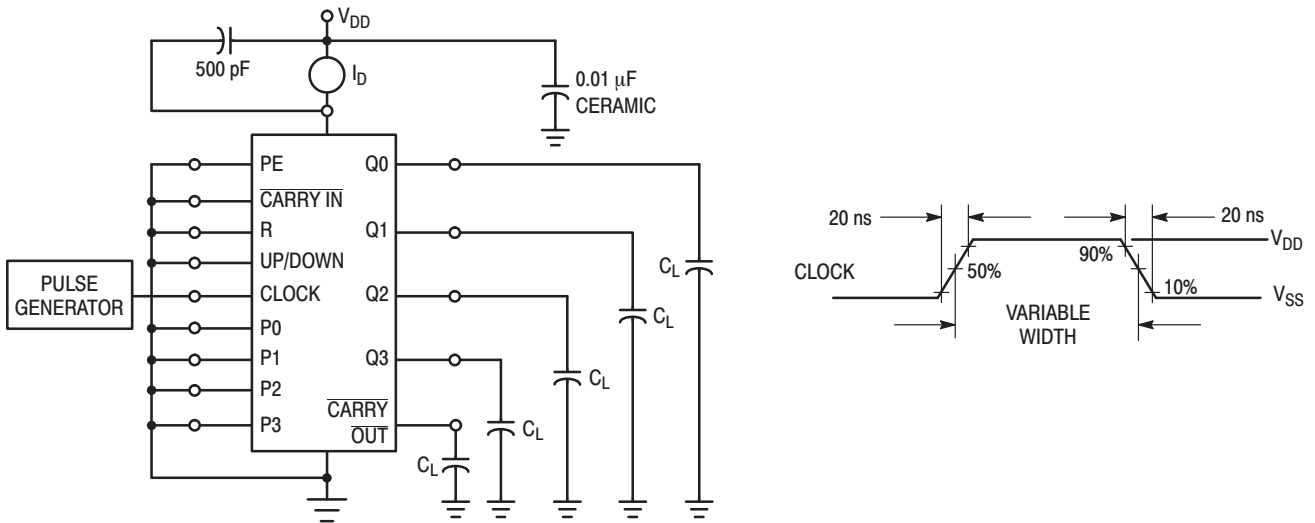 V_DD
500 pF
I_D
0.01 μF
CERAMIC
PE
CARRY IN
R
UP/DOWN
CLOCK
P0
P1
P2
P3
Q0
Q1
Q2
Q3
CARRY
OUT
PULSE
GENERATOR
C_L
C_L
C_L
C_L
C_L
20 ns
20 ns
V_DD
90%
50%
CLOCK
10%
V_SS
VARIABLE
WIDTH